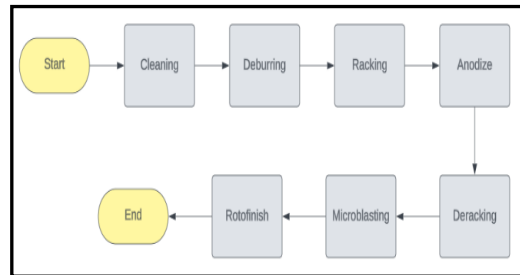 Start
Cleaning
Deburring
Racking
Anodize
Deracking
Microblasting
Rotofinish
End